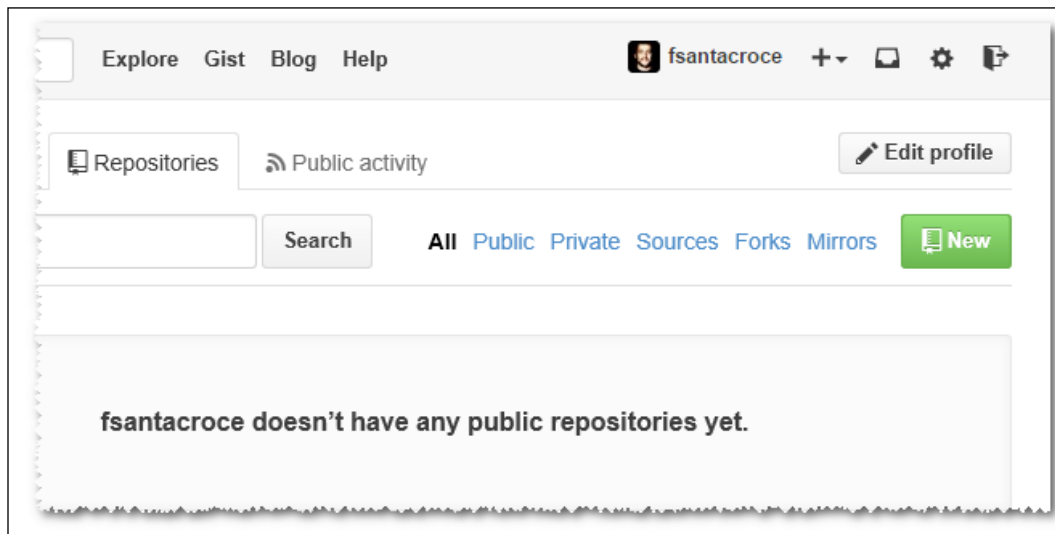 Explore Gist Blog Help fsantacroce
Repositories Public activity Edit profile
Search All Public Private Sources Forks Mirrors New
fsantacroce doesn't have any public repositories yet.